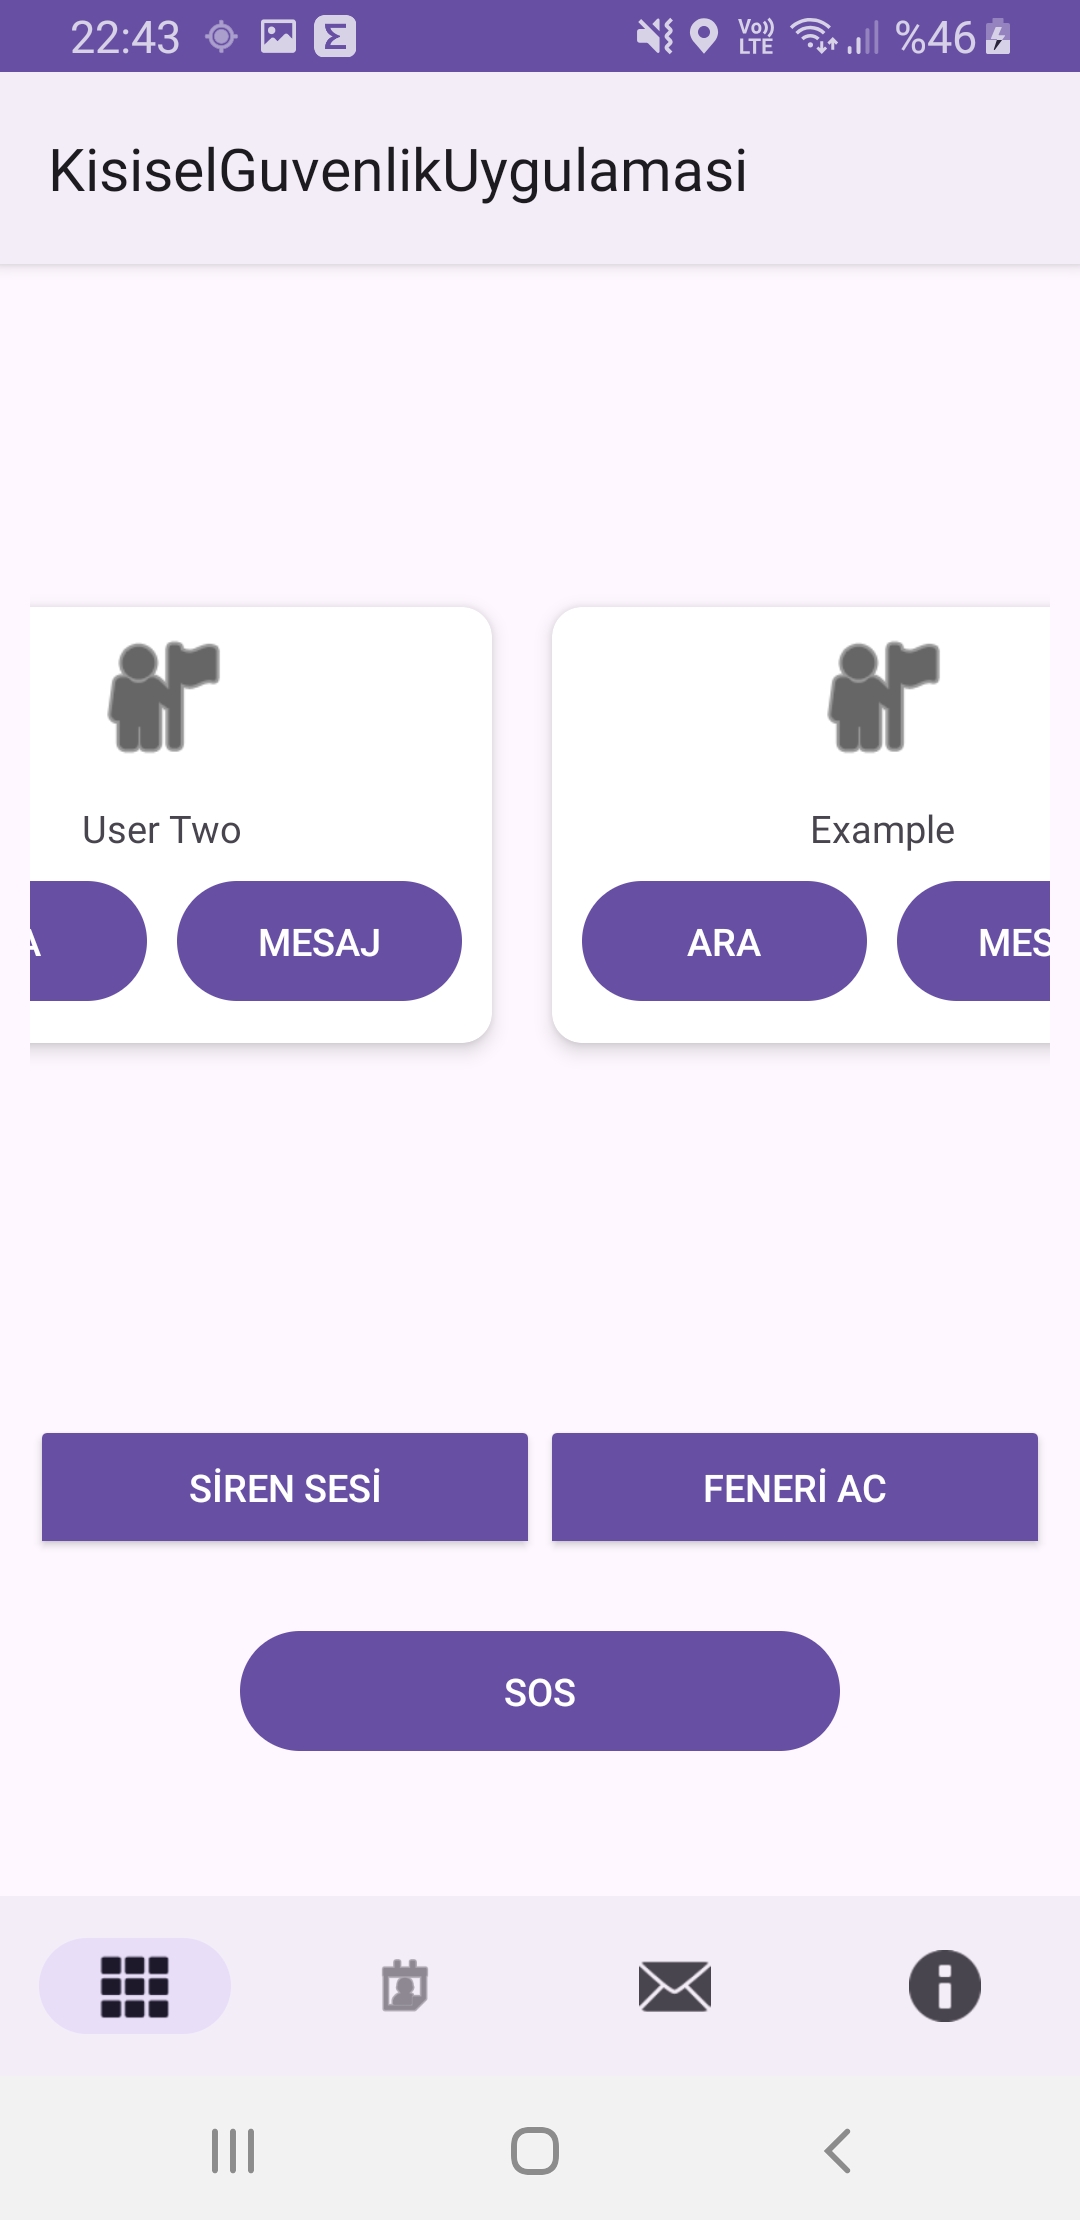 22:43 Vo)) LTE %46
KisiselGuvenlikUygulamasi
User Two
Example
A MESAJ
ARA MES
SİREN SESİ
FENERİ AC
SOS